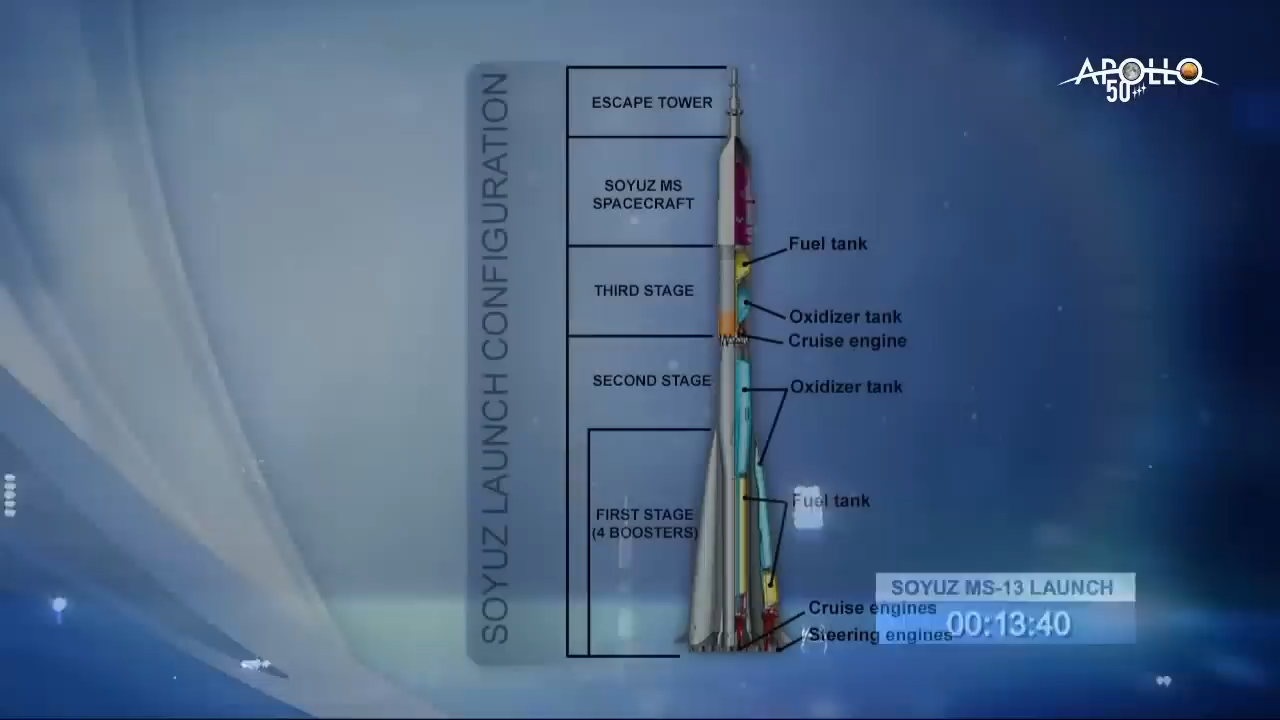 APOLLO
50
SOYUZ LAUNCH CONFIGURATION
ESCAPE TOWER
SOYUZ MS
SPACECRAFT
Fuel tank
THIRD STAGE
Oxidizer tank
Cruise engine
SECOND STAGE
Oxidizer tank
Fuel tank
FIRST STAGE
(4 BOOSTERS)
SOYUZ MS-13 LAUNCH
00:13:40
Cruise engines
Steering engines